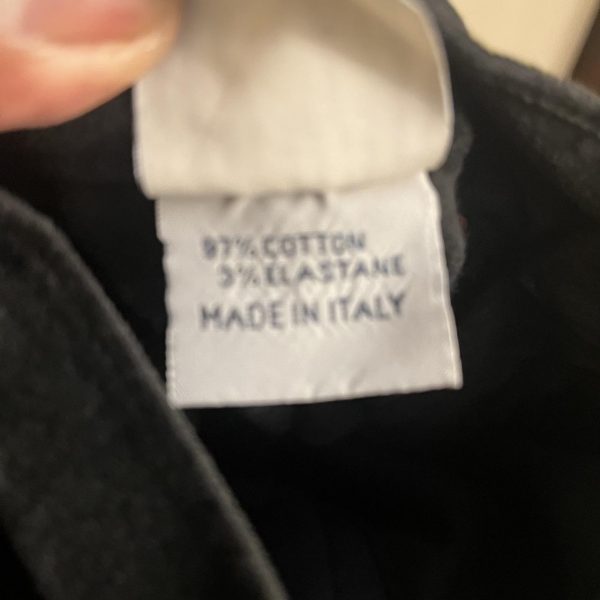 97% COTTON
3% ELASTANE
MADE IN ITALY